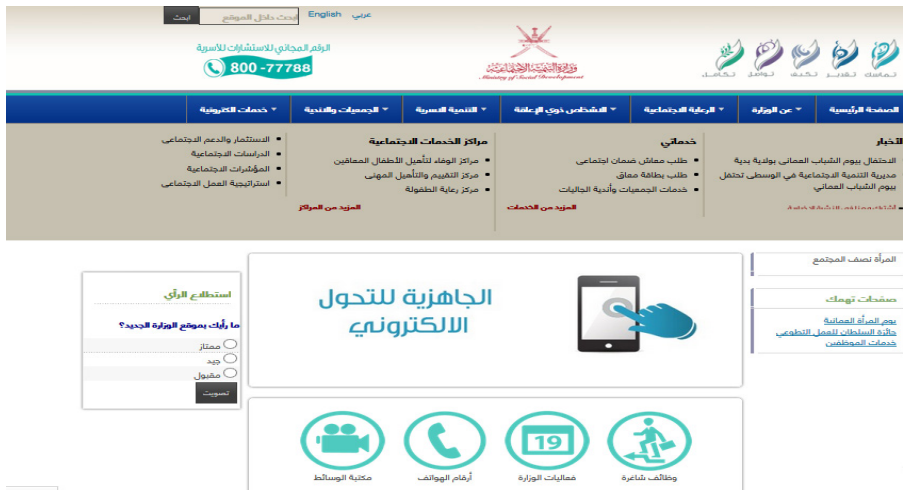 عربي English
ابحث داخل الموقع
ابحث
الرقم المجاني للاستشارات الأسرية
800 -77788
وزارة التنمية الاجتماعية
Ministry of Social Development
تماسك
تقدير
تكيف
تواصل
تكامل
الصفحة الرئيسية
عن الوزارة
الرعاية الاجتماعية
الاشخاص ذوي الإعاقة
التنمية الاسرية
الجمعيات والاندية
خدمات الكترونية
الأخبار
الاحتفال بيوم الشباب العماني بولاية بدية
مديرية التنمية الاجتماعية في الوسطى تحتفل
بيوم الشباب العماني
خدماتي
طلب معاش ضمان اجتماعي
طلب بطاقة معاق
خدمات الجمعيات وأندية الجاليات
المزيد من الخدمات
مراكز الخدمات الاجتماعية
مراكز الوفاء لتأهيل الأطفال المعاقين
مركز التقييم والتأهيل المهني
مركز رعاية الطفولة
المزيد من المراكز
الاستثمار والدعم الاجتماعي
الدراسات الاجتماعية
المؤشرات الاجتماعية
استراتيجية العمل الاجتماعي
المرأة نصف المجتمع
صفحات تهمك
يوم المرأة العمانية
جائزة السلطان للعمل التطوعي
خدمات الموظفين
الجاهزية للتحول
الالكتروني
استطلاع الرأي
ما رأيك بموقع الوزارة الجديد؟
ممتاز
جيد
مقبول
تصويت
19
وظائف شاغرة
فعاليات الوزارة
أرقام الهواتف
مكتبة الوسائط